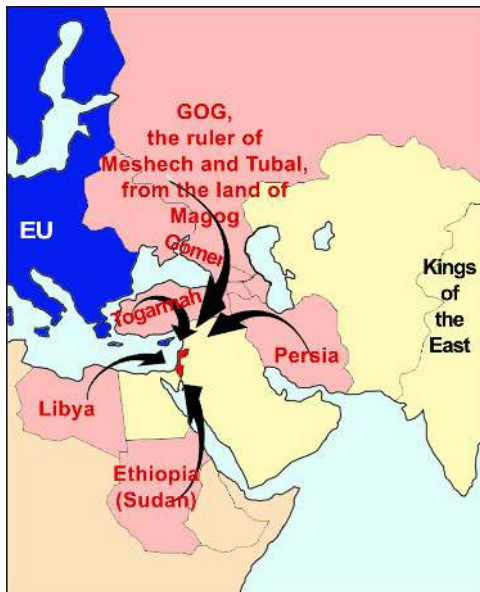 GOG,
the ruler of
Meshech and Tubal,
from the land of
Magog
Gomer
EU
Kings
of
the
East
Togarmah
Persia
Libya
Ethiopia
(Sudan)